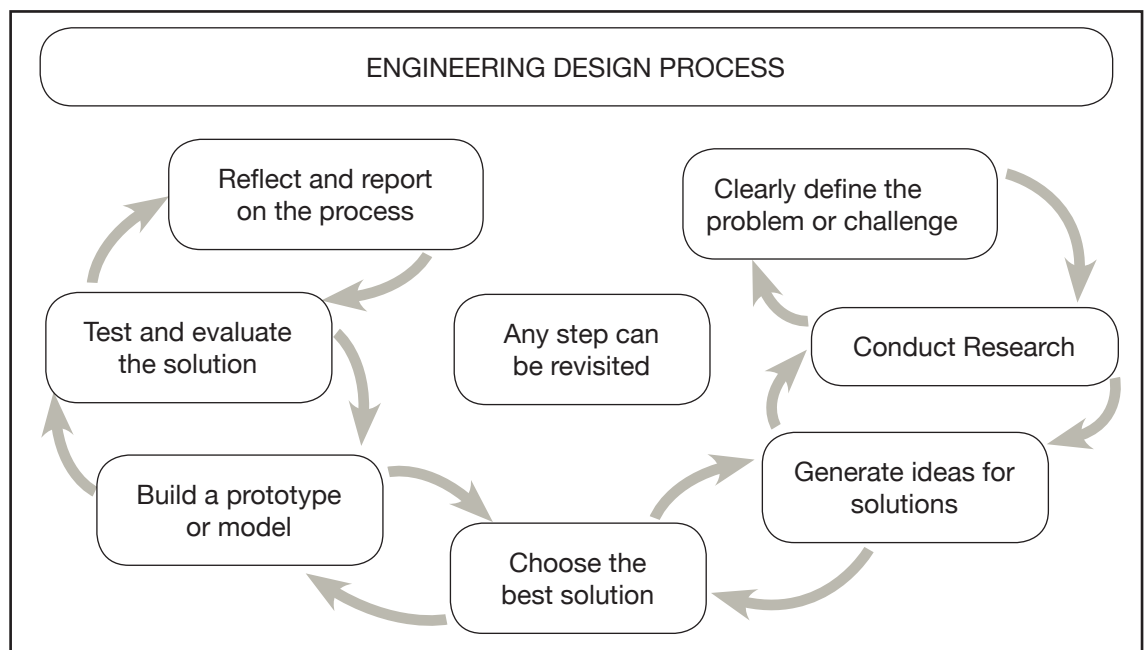 ENGINEERING DESIGN PROCESS
Clearly define the
problem or challenge
Conduct Research
Generate ideas for
solutions
Choose the
best solution
Build a prototype
or model
Test and evaluate
the solution
Reflect and report
on the process
Any step can
be revisited